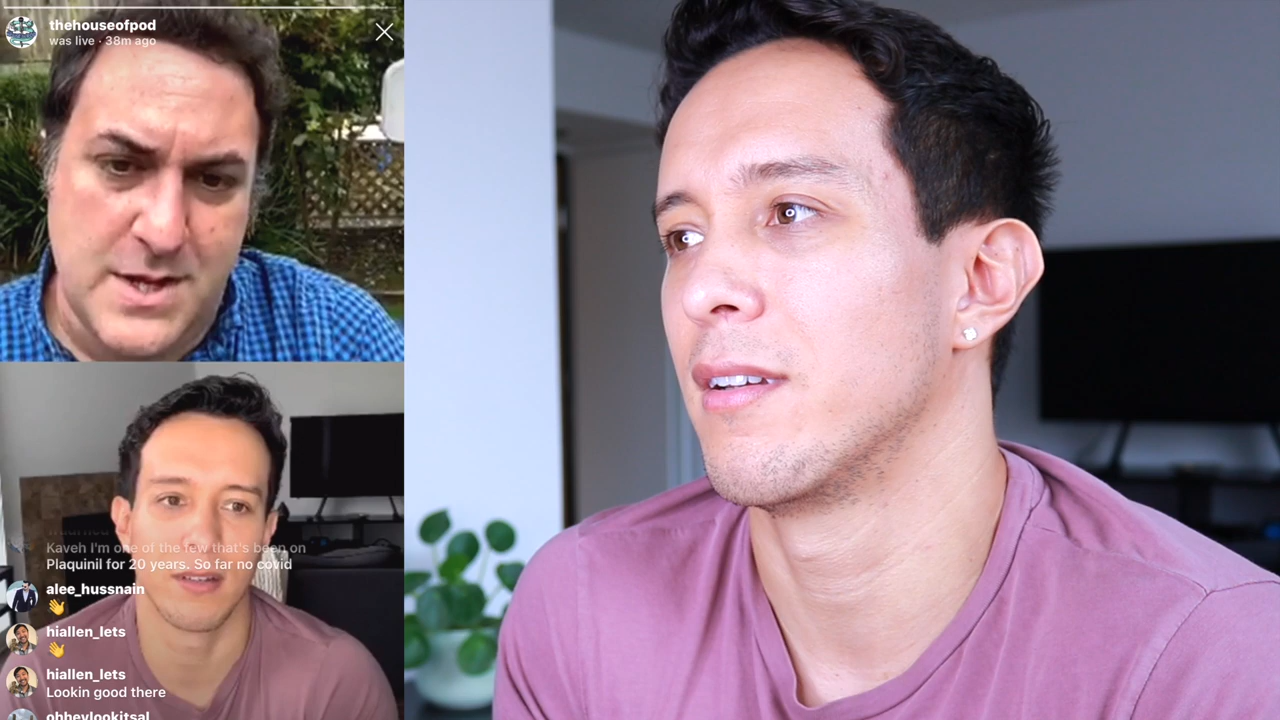 thehouseofpod
was live · 38m ago
Kaveh I'm one of the few that's been on
Plaquinil for 20 years. So far no covid
alee_hussnain
👋
hiallen_lets
👋
hiallen_lets
Lookin good there
ohheylookitsal